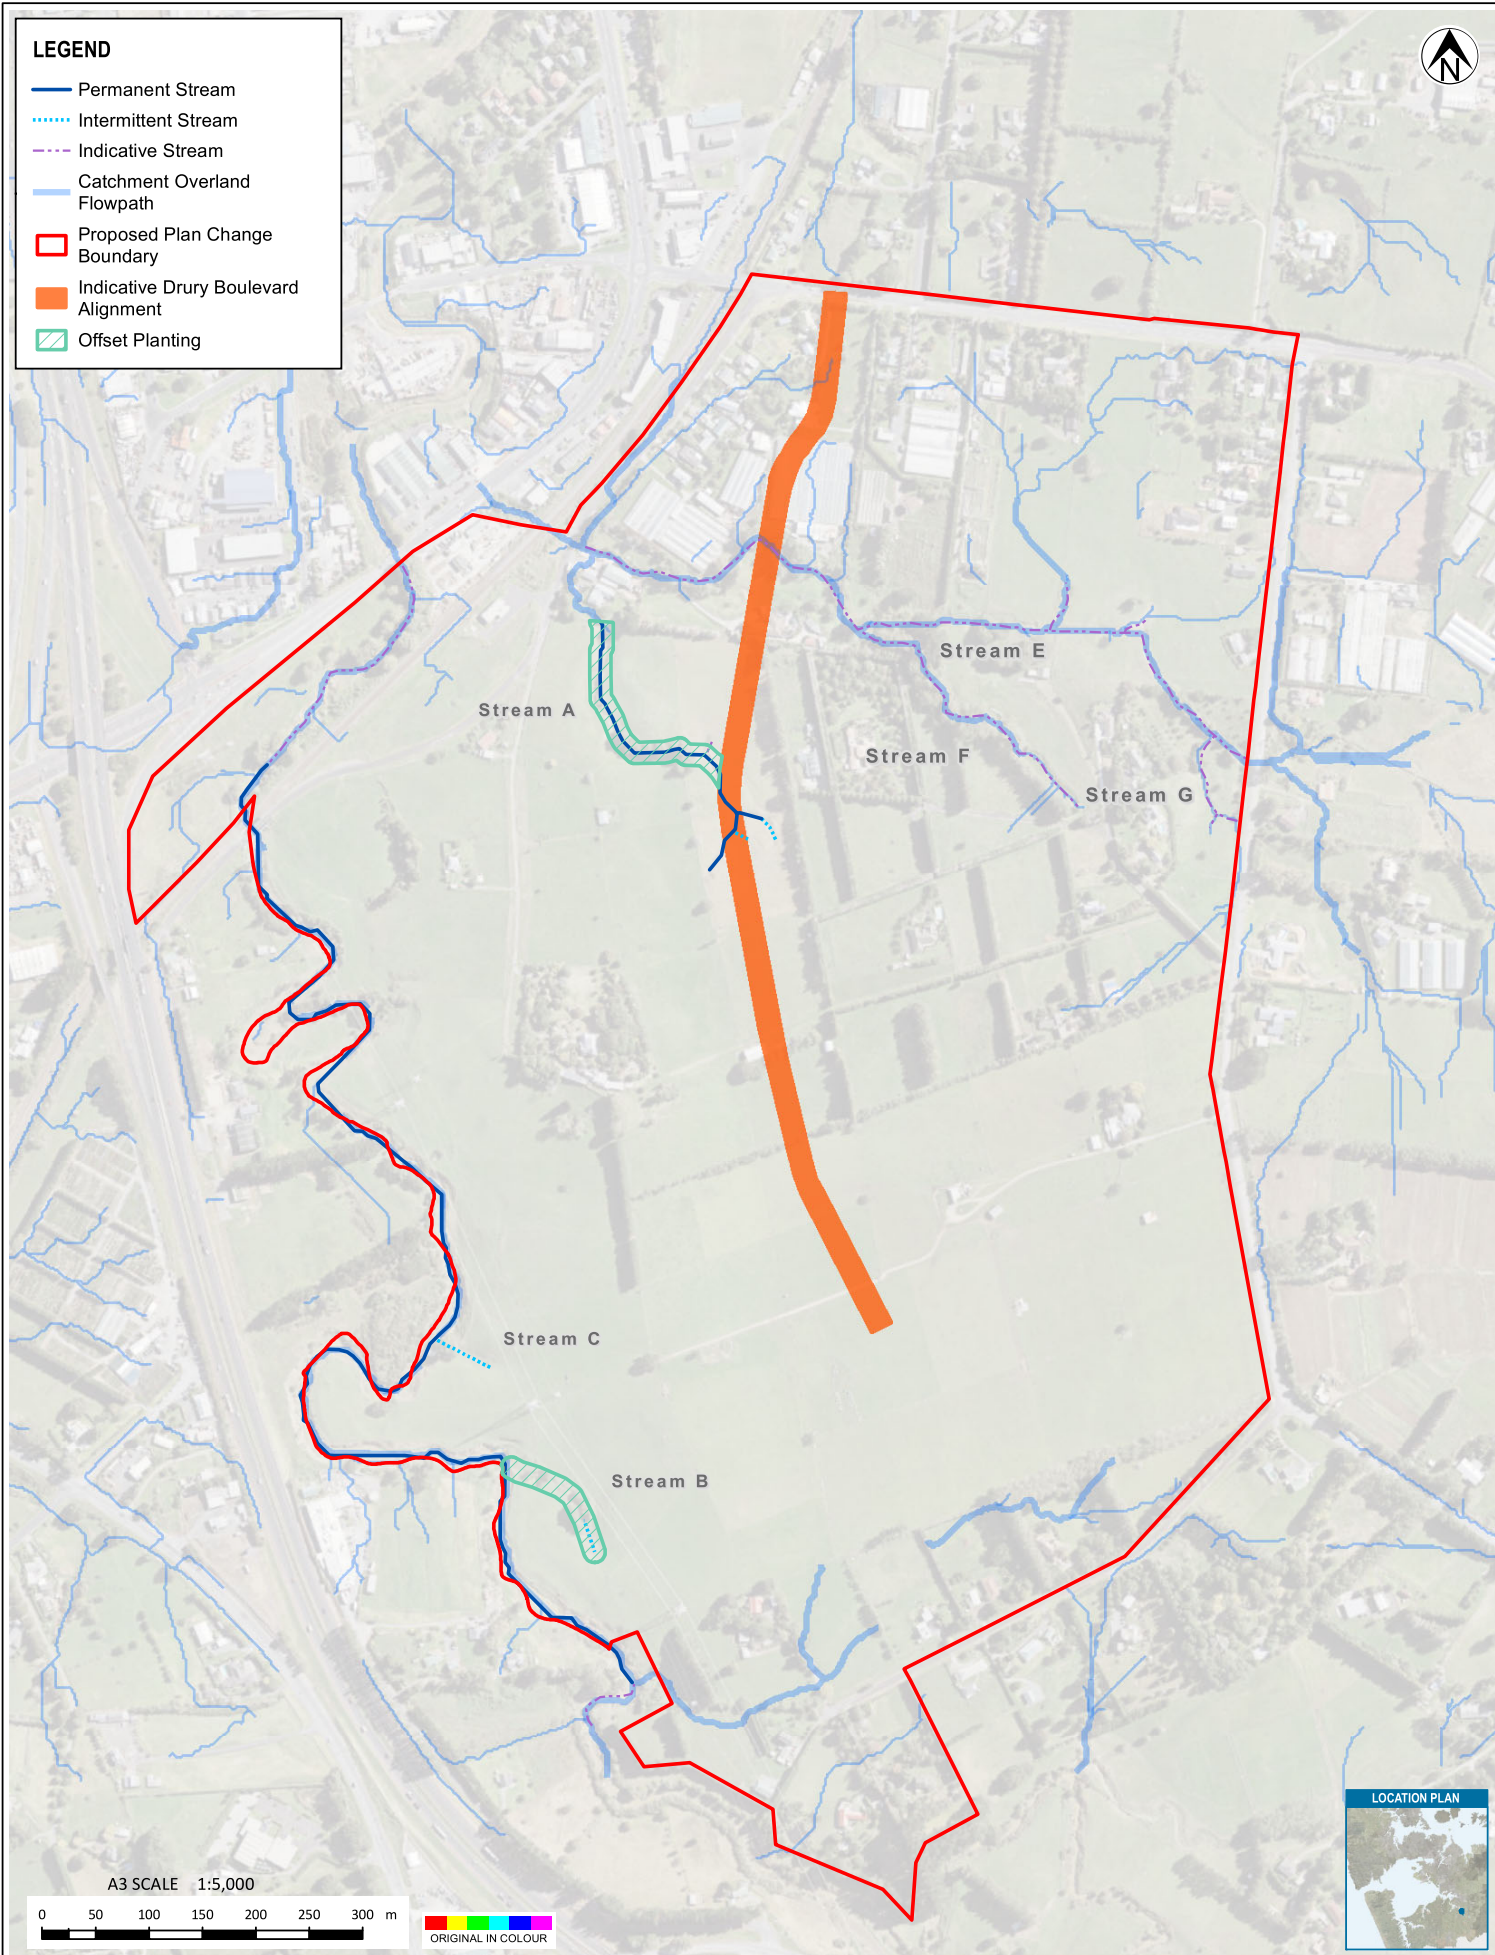 LEGEND
Permanent Stream
Intermittent Stream
Indicative Stream
Catchment Overland
Flowpath
Proposed Plan Change
Boundary
Indicative Drury Boulevard
Alignment
Offset Planting
N
Stream E
Stream A
Stream F
Stream G
Stream C
Stream B
LOCATION PLAN
A3 SCALE 1:5,000
0 50 100 150 200 250 300 m
ORIGINAL IN COLOUR